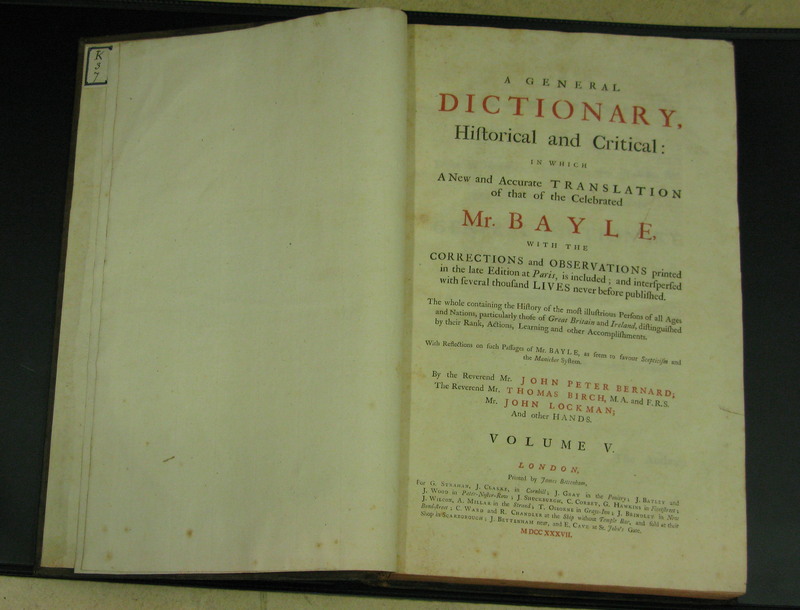 K
3
7
A GENERAL
DICTIONARY,
Hiſtorical and Critical:
IN WHICH
A New and Accurate TRANSLATION
of that of the Celebrated
Mr. BAYLE,
WITH THE
CORRECTIONS and OBSERVATIONS printed
in the late Edition at Paris, is included; and interſperſed
with ſeveral thouſand LIVES never before publiſhed.
The whole containing the Hiſtory of the moſt illuſtrious Perſons of all Ages
and Nations, particularly thoſe of Great Britain and Ireland, diſtinguiſhed
by their Rank, Actions, Learning and other Accompliſhments.
With Reflections on ſuch Paſſages of Mr. BAYLE, as ſeem to favour Scepticiſm and
the Manichee Syſtem.
By the Reverend Mr. JOHN PETER BERNARD;
The Reverend Mr. THOMAS BIRCH, M.A. and F.R.S.
Mr. JOHN LOCKMAN;
And other HANDS.
VOLUME V.
LONDON,
Printed by James Bettenham,
For G. STRAHAN, J. CLARKE, in Cornhill; J. GRAY in the Poultry; J. BATLEY and
J. WOOD in Pater-Noſter-Row; J. SHUCKBURGH, C. CORBET, G. HAWKINS in Fleetſtreet;
J. WILCOX, A. MILLAR in the Strand; T. OSBORNE in Grays-Inn; J. BRINDLEY in New
Bond-ſtreet; C. WARD and R. CHANDLER at the Ship without Temple Bar, and ſold at their
Shop in SCARBOROUGH; J. BETTENHAM and E. CAVE at St. John's Gate.
M DCC XXXVII.